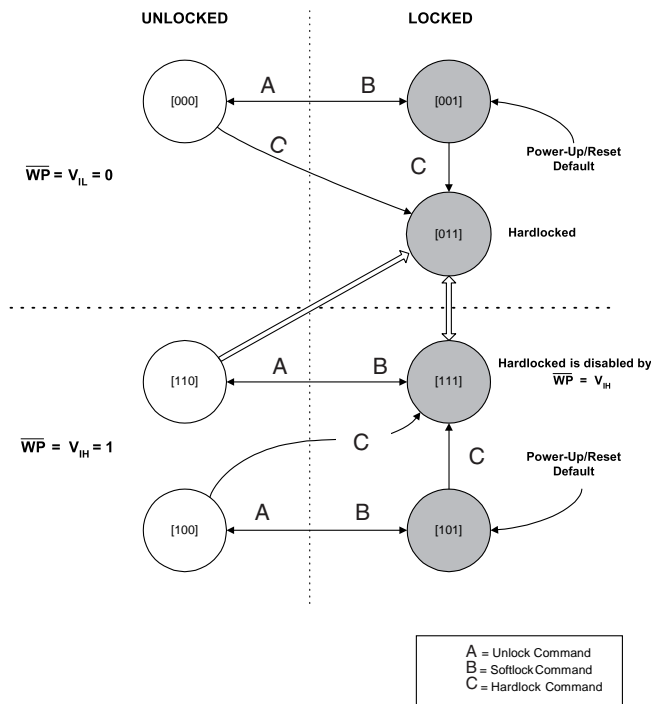 UNLOCKED LOCKED
A B
[000] [001]
C
C
Power-Up/Reset
Default
WP = VIL = 0
[011] Hardlocked
A B
[110] [111]
Hardlocked is disabled by
WP = VIH
WP = VIH = 1
C
C
Power-Up/Reset
Default
A B
[100] [101]
A = Unlock Command
B = Softlock Command
C = Hardlock Command